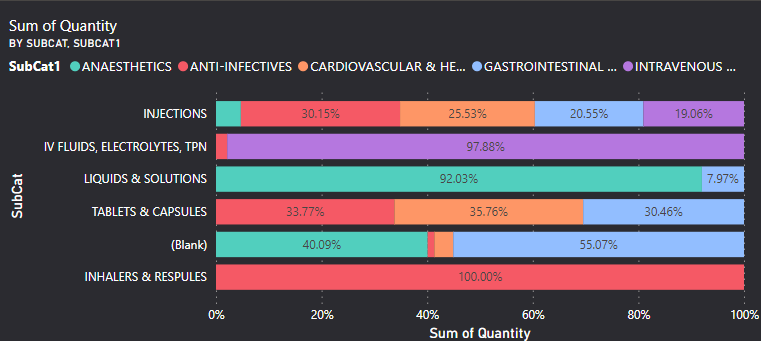 Sum of Quantity
BY SUBCAT, SUBCAT1
SubCat1 ANAESTHETICS ANTI-INFECTIVES CARDIOVASCULAR & HE... GASTROINTESTINAL ... INTRAVENOUS ...
INJECTIONS 30.15% 25.53% 20.55% 19.06%
IV FLUIDS, ELECTROLYTES, TPN 97.88%
LIQUIDS & SOLUTIONS 92.03% 7.97%
SubCat
TABLETS & CAPSULES 33.77% 35.76% 30.46%
(Blank) 40.09% 55.07%
INHALERS & RESPULES 100.00%
0% 20% 40% 60% 80% 100%
Sum of Quantity